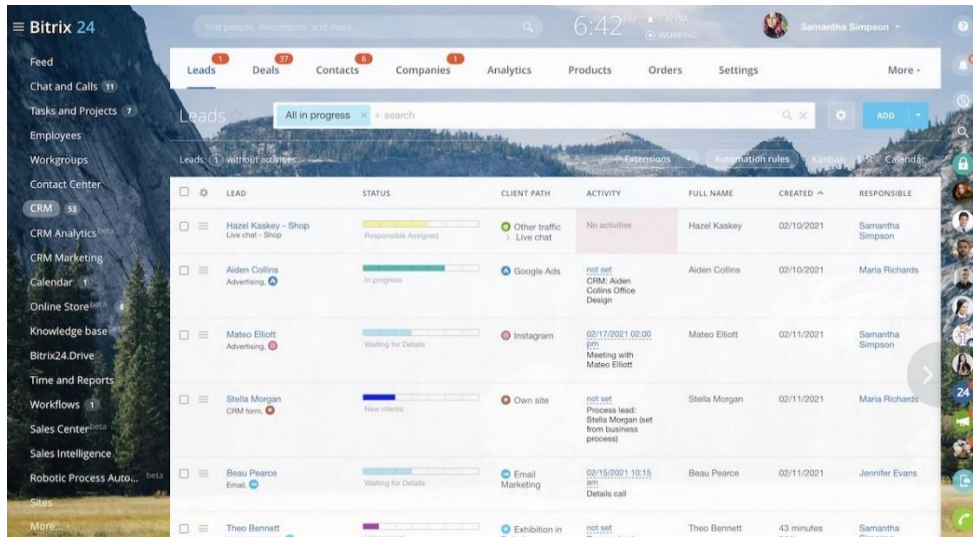 Bitrix 24
find people, documents, and more
6:42 PM
7:30 PM
WORKING
Samantha Simpson
Feed
Chat and Calls 11
Tasks and Projects 7
Employees
Workgroups
Contact Center
CRM 53
CRM Analytics beta
CRM Marketing
Calendar 1
Online Store beta
Knowledge base beta
Bitrix24.Drive
Time and Reports
Workflows 1
Sales Center beta
Sales Intelligence
Robotic Process Auto... beta
Sites
More...
Leads 1
Deals 37
Contacts 6
Companies 1
Analytics
Products
Orders
Settings
More
Leads
All in progress × + search
ADD
Leads: 1 without activities
Extensions
Automation rules
Kanban
List
Calendar
LEAD STATUS CLIENT PATH ACTIVITY FULL NAME CREATED RESPONSIBLE
Hazel Kaskey - Shop
Live chat - Shop
Responsible Assigned
Other traffic
> Live chat
No activities
Hazel Kaskey
02/10/2021
Samantha
Simpson
Aiden Collins
Advertising,
In progress
Google Ads
not set
CRM: Aiden
Collins Office
Design
Aiden Collins
02/10/2021
Maria Richards
Mateo Elliott
Advertising,
Waiting for Details
Instagram
02/17/2021 02:00
pm
Meeting with
Mateo Elliott
Mateo Elliott
02/11/2021
Samantha
Simpson
Stella Morgan
CRM form,
New clients
Own site
not set
Process lead:
Stella Morgan (set
from business
process)
Stella Morgan
02/11/2021
Maria Richards
Beau Pearce
Email,
Waiting for Details
Email
Marketing
02/15/2021 10:15
am
Details call
Beau Pearce
02/11/2021
Jennifer Evans
Theo Bennett
Exhibition in
not set
Theo Bennett
43 minutes
Samantha
24